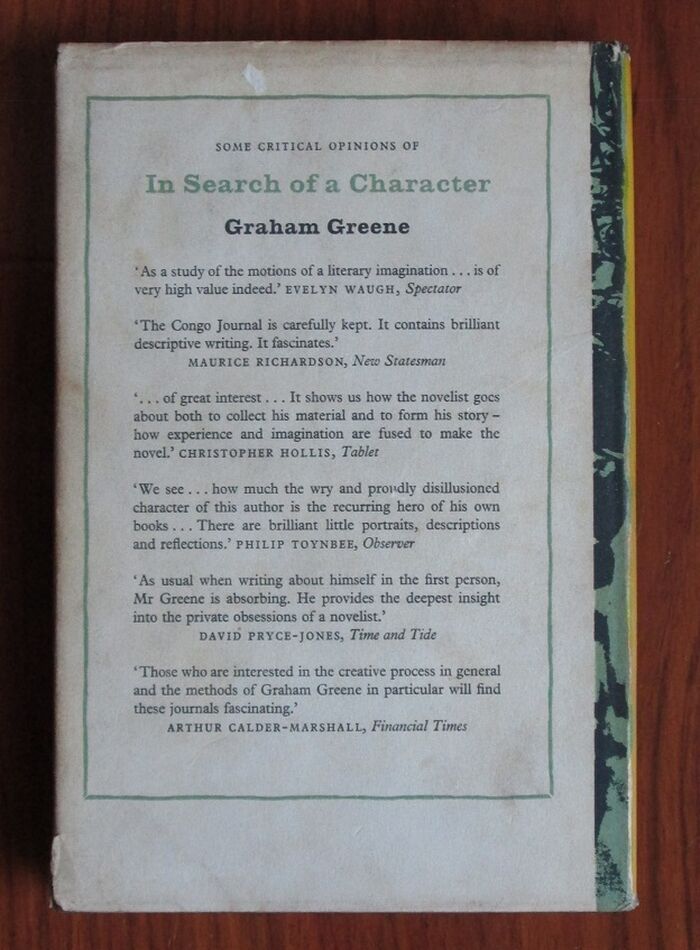 SOME CRITICAL OPINIONS OF
In Search of a Character
Graham Greene
‘As a study of the motions of a literary imagination . . . is of
very high value indeed.’ EVELYN WAUGH, Spectator
‘The Congo Journal is carefully kept. It contains brilliant
descriptive writing. It fascinates.’
MAURICE RICHARDSON, New Statesman
‘. . . of great interest . . . It shows us how the novelist goes
about both to collect his material and to form his story –
how experience and imagination are fused to make the
novel.’ CHRISTOPHER HOLLIS, Tablet
‘We see . . . how much the wry and proudly disillusioned
character of this author is the recurring hero of his own
books . . . There are brilliant little portraits, descriptions
and reflections.’ PHILIP TOYNBEE, Observer
‘As usual when writing about himself in the first person,
Mr Greene is absorbing. He provides the deepest insight
into the private obsessions of a novelist.’
DAVID PRYCE-JONES, Time and Tide
‘Those who are interested in the creative process in general
and the methods of Graham Greene in particular will find
these journals fascinating.’
ARTHUR CALDER-MARSHALL, Financial Times